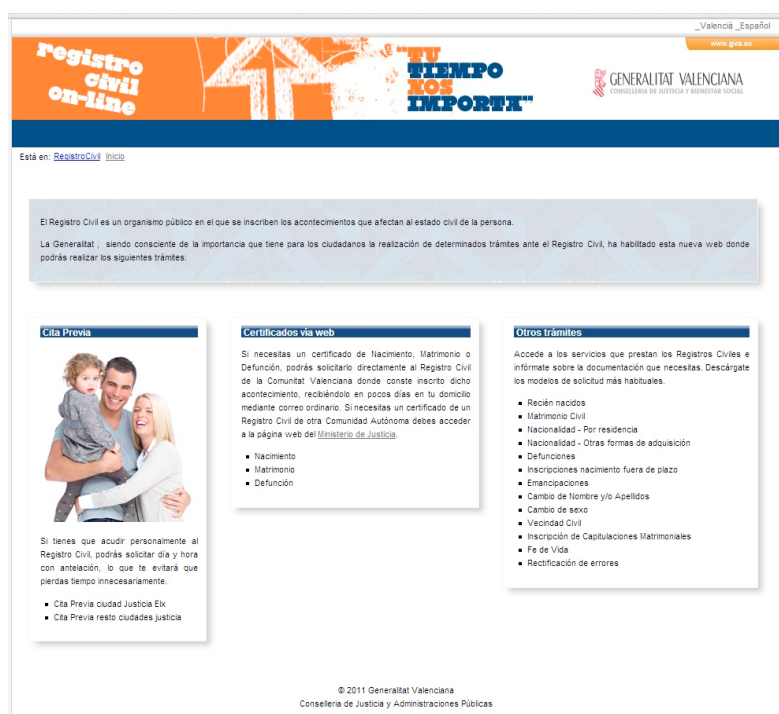 _Valencià _Español
www.gva.es
registro
civil
on-line
"TU
TIEMPO
NOS
IMPORTA"
GENERALITAT VALENCIANA
CONSELLERIA DE JUSTICIA Y BIENESTAR SOCIAL
Está en: RegistroCivil Inicio
El Registro Civil es un organismo público en el que se inscriben los acontecimientos que afectan al estado civil de la persona.
La Generalitat , siendo consciente de la importancia que tiene para los ciudadanos la realización de determinados trámites ante el Registro Civil, ha habilitado esta nueva web donde
podrás realizar los siguientes trámites:
Cita Previa
Si tienes que acudir personalmente al
Registro Civil, podrás solicitar día y hora
con antelación, lo que te evitará que
pierdas tiempo innecesariamente.
Cita Previa ciudad Justicia Elx
Cita Previa resto ciudades justicia
Certificados vía web
Si necesitas un certificado de Nacimiento, Matrimonio o
Defunción, podrás solicitarlo directamente al Registro Civil
de la Comunitat Valenciana donde conste inscrito dicho
acontecimiento, recibiéndolo en pocos días en tu domicilio
mediante correo ordinario. Si necesitas un certificado de un
Registro Civil de otra Comunidad Autónoma debes acceder
a la página web del Ministerio de Justicia.
Nacimiento
Matrimonio
Defunción
Otros trámites
Accede a los servicios que prestan los Registros Civiles e
infórmate sobre la documentación que necesitas. Descárgate
los modelos de solicitud más habituales.
Recién nacidos
Matrimonio Civil
Nacionalidad - Por residencia
Nacionalidad - Otras formas de adquisición
Defunciones
Inscripciones nacimiento fuera de plazo
Emancipaciones
Cambio de Nombre y/o Apellidos
Cambio de sexo
Vecindad Civil
Inscripción de Capitulaciones Matrimoniales
Fe de Vida
Rectificación de errores
© 2011 Generalitat Valenciana
Conselleria de Justicia y Administraciones Públicas